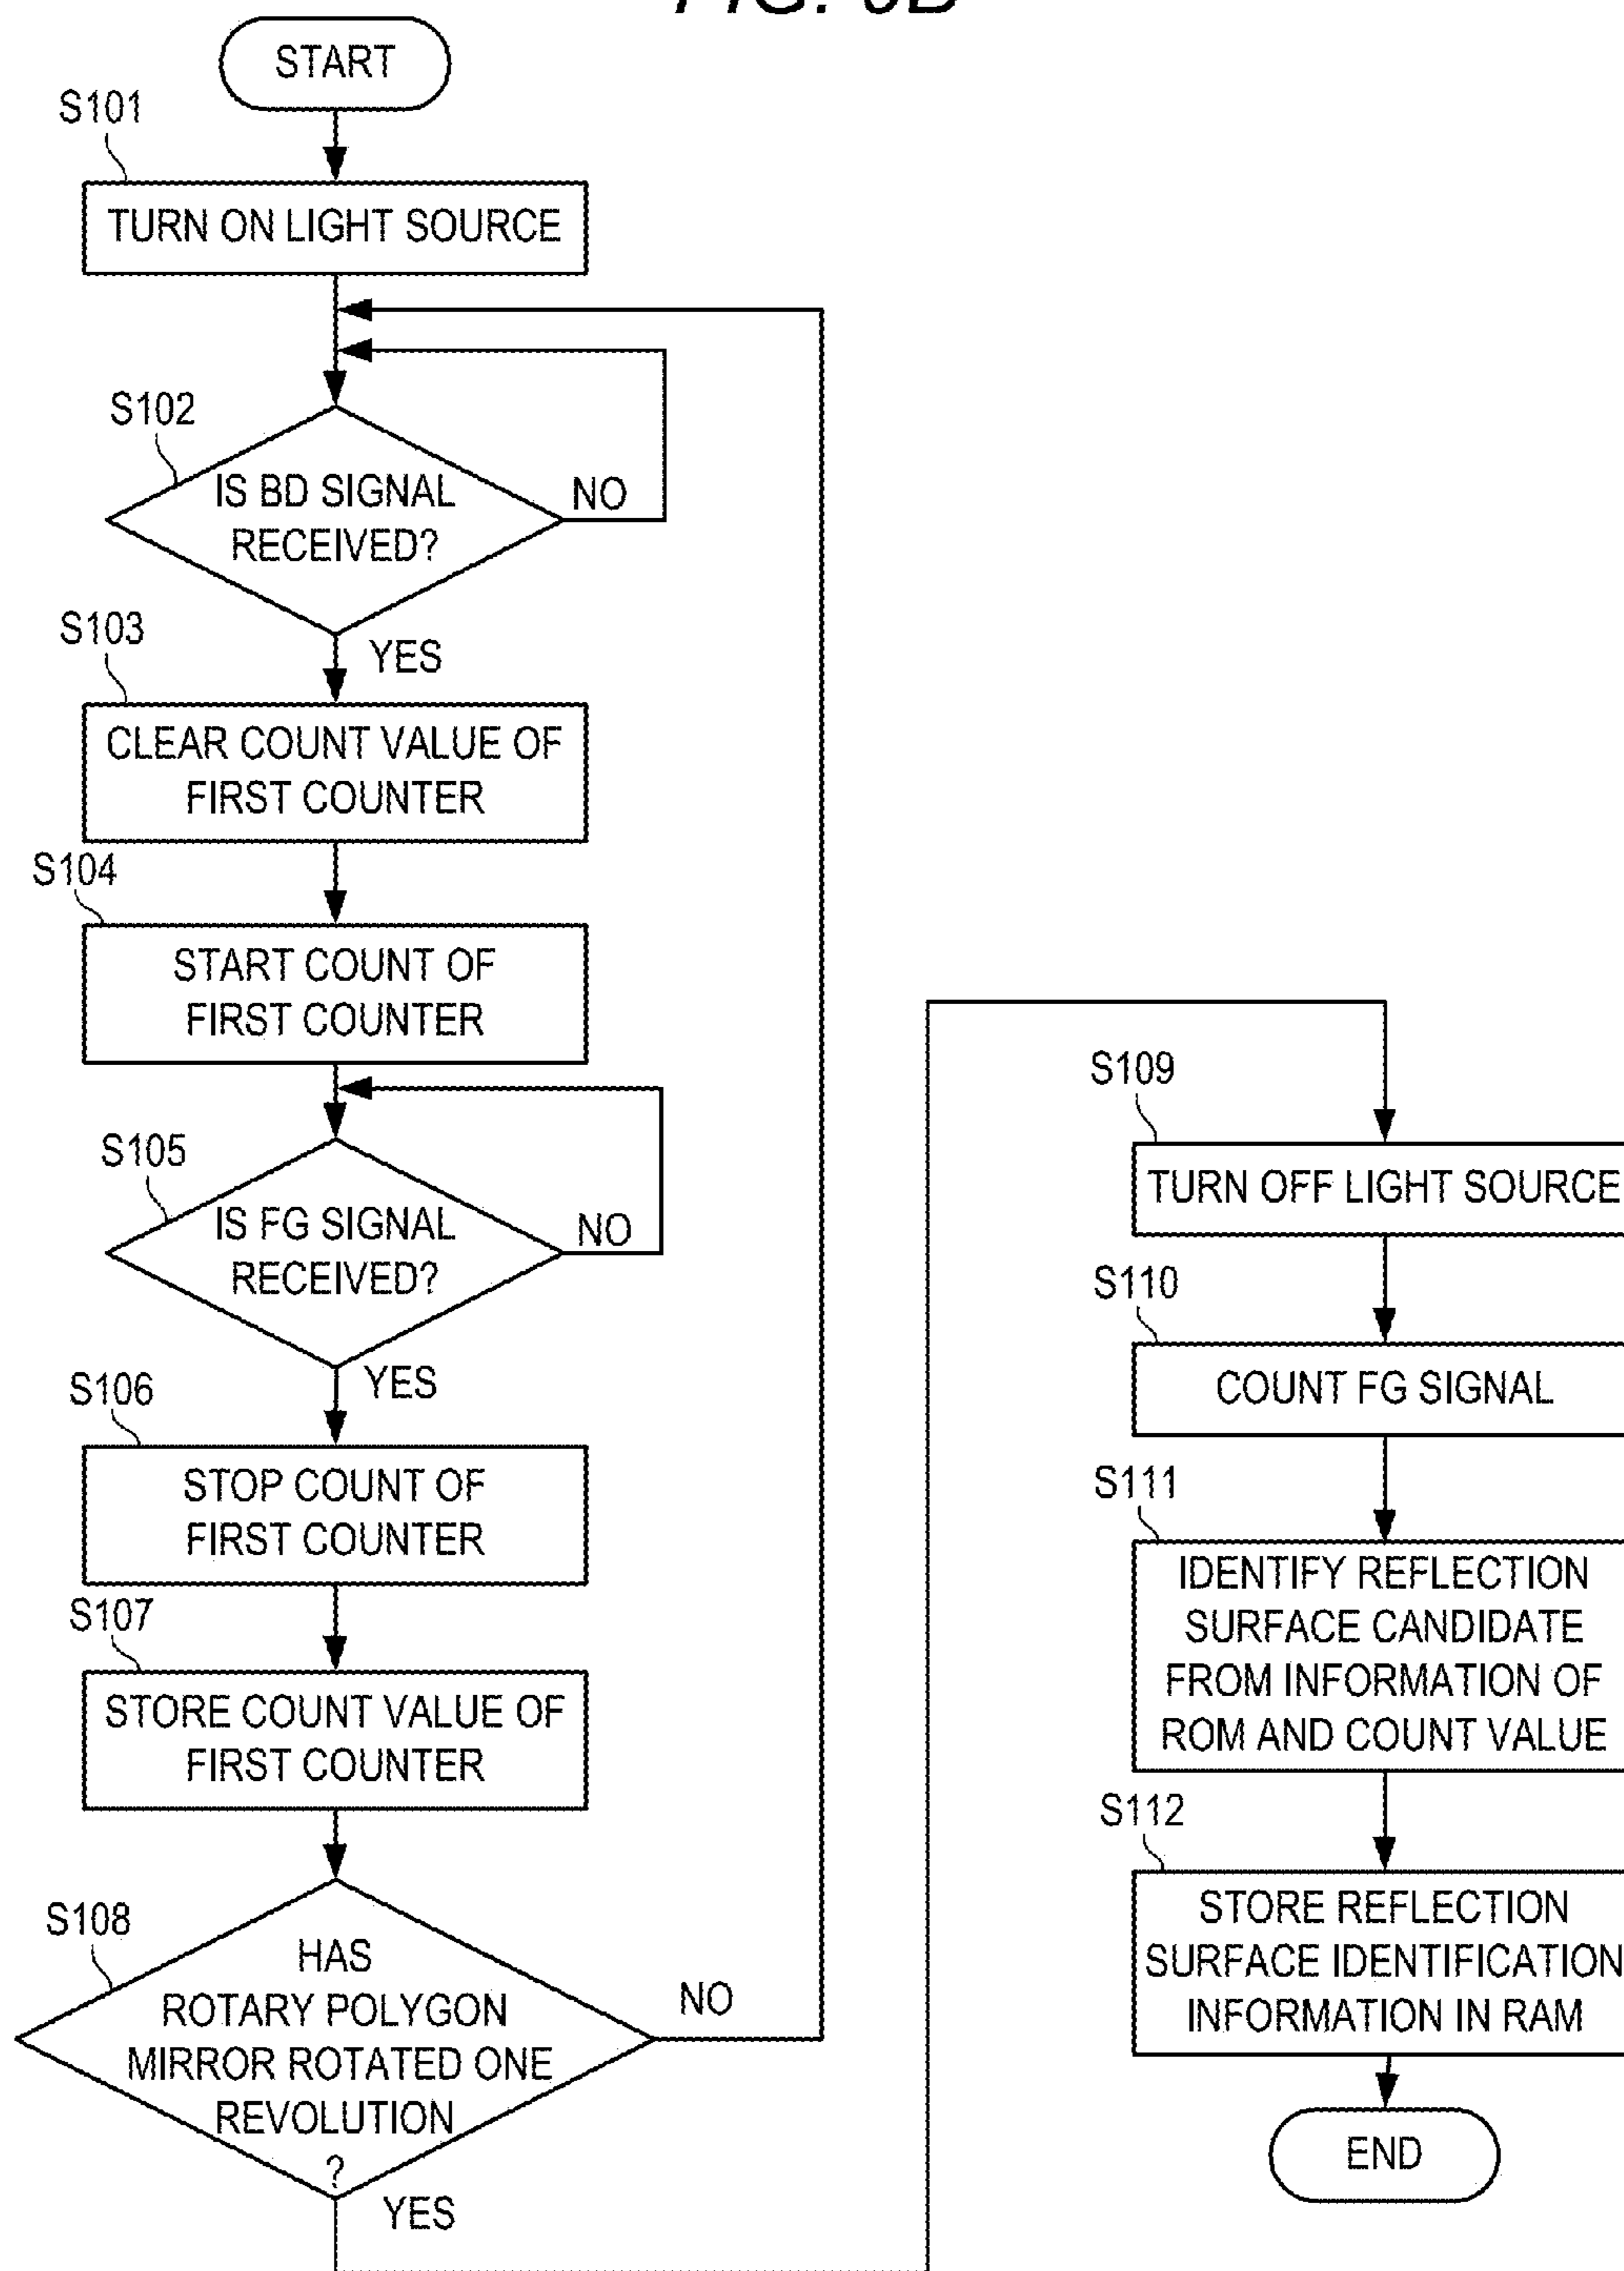 START
S101
TURN ON LIGHT SOURCE
S102
IS BD SIGNAL
RECEIVED?
NO
YES
S103
CLEAR COUNT VALUE OF
FIRST COUNTER
S104
START COUNT OF
FIRST COUNTER
S105
IS FG SIGNAL
RECEIVED?
NO
YES
S106
STOP COUNT OF
FIRST COUNTER
S107
STORE COUNT VALUE OF
FIRST COUNTER
S108
HAS
ROTARY POLYGON
MIRROR ROTATED ONE
REVOLUTION
?
NO
YES
S109
TURN OFF LIGHT SOURCE
S110
COUNT FG SIGNAL
S111
IDENTIFY REFLECTION
SURFACE CANDIDATE
FROM INFORMATION OF
ROM AND COUNT VALUE
S112
STORE REFLECTION
SURFACE IDENTIFICATION
INFORMATION IN RAM
END